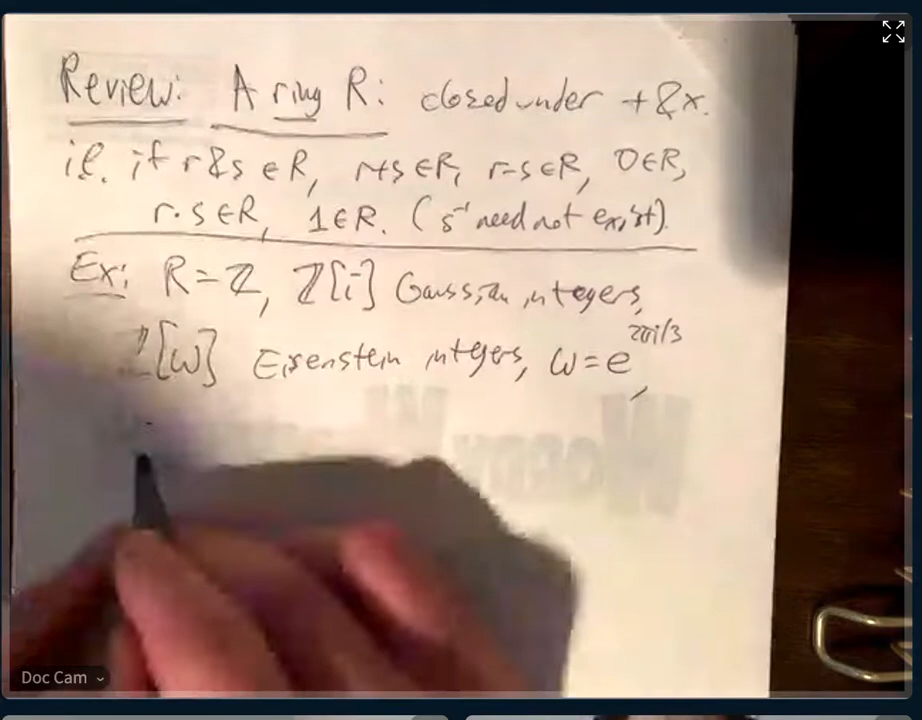 Review: A ring R: closed under + & x.
i.e. if r & s ∈ R, r+s ∈ R, r-s ∈ R, 0 ∈ R,
r·s ∈ R, 1 ∈ R. (s⁻¹ need not exist).
Ex: R = ℤ, ℤ[i] Gaussian integers,
ℤ[ω] Eisenstein integers, ω = e^2πi/3,
Doc Cam